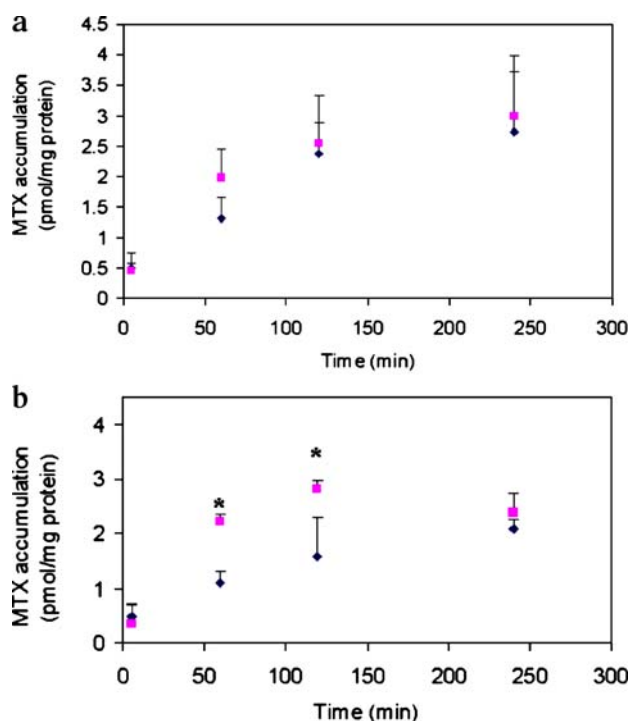 a
MTX accumulation
(pmol/mg protein)
4.5
4
3.5
3
2.5
2
1.5
1
0.5
0
0 50 100 150 200 250 300
Time (min)
b
MTX accumulation
(pmol/mg protein)
4
3
2
1
0
* *
0 50 100 150 200 250 300
Time (min)